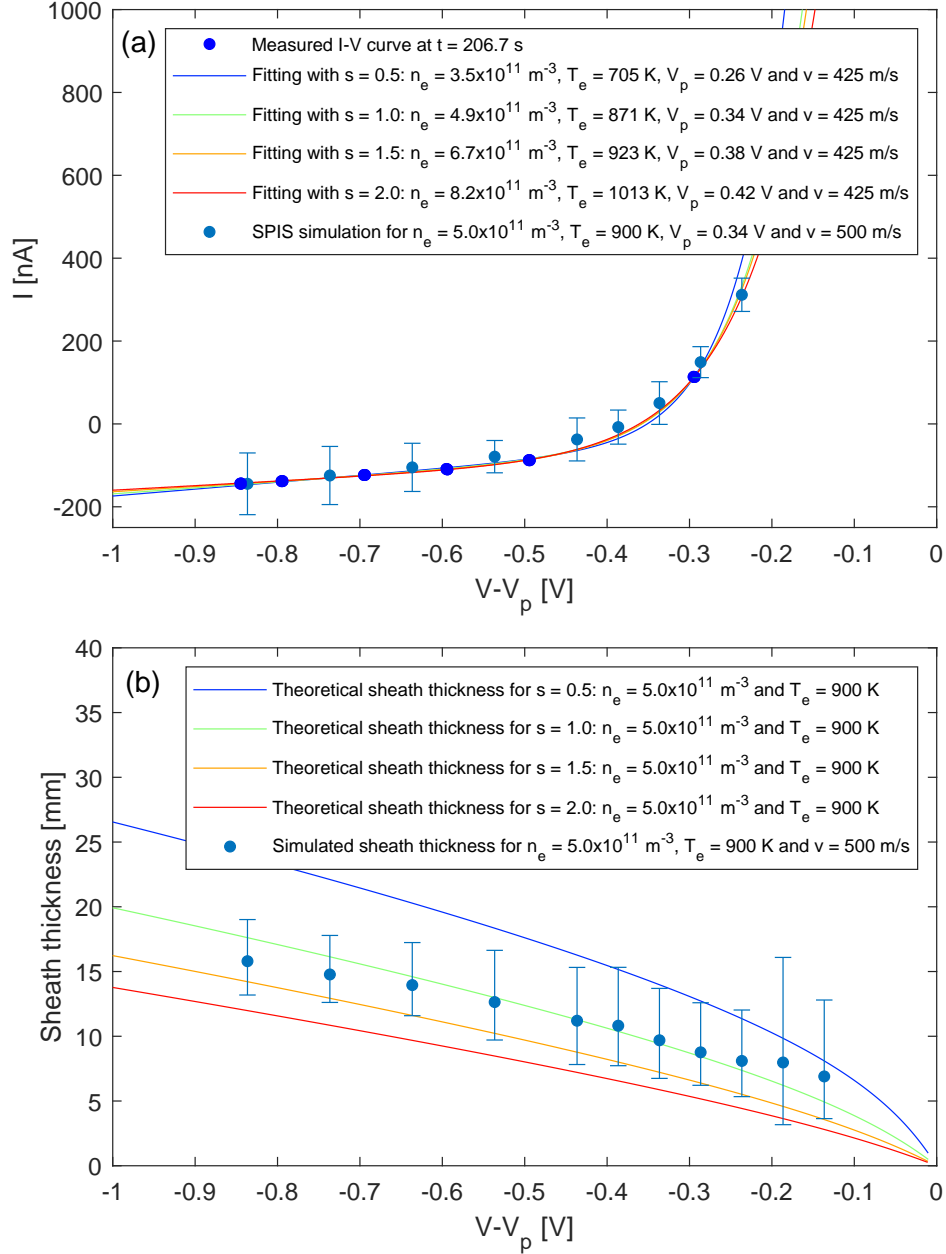 (a)
Measured I-V curve at t = 206.7 s
Fitting with s = 0.5: n_e = 3.5x10^11 m^-3, T_e = 705 K, V_p = 0.26 V and v = 425 m/s
Fitting with s = 1.0: n_e = 4.9x10^11 m^-3, T_e = 871 K, V_p = 0.34 V and v = 425 m/s
Fitting with s = 1.5: n_e = 6.7x10^11 m^-3, T_e = 923 K, V_p = 0.38 V and v = 425 m/s
Fitting with s = 2.0: n_e = 8.2x10^11 m^-3, T_e = 1013 K, V_p = 0.42 V and v = 425 m/s
SPIS simulation for n_e = 5.0x10^11 m^-3, T_e = 900 K, V_p = 0.34 V and v = 500 m/s
1000
800
600
400
200
0
-200
I [nA]
-1 -0.9 -0.8 -0.7 -0.6 -0.5 -0.4 -0.3 -0.2 -0.1 0
V-V_p [V]
(b)
Theoretical sheath thickness for s = 0.5: n_e = 5.0x10^11 m^-3 and T_e = 900 K
Theoretical sheath thickness for s = 1.0: n_e = 5.0x10^11 m^-3 and T_e = 900 K
Theoretical sheath thickness for s = 1.5: n_e = 5.0x10^11 m^-3 and T_e = 900 K
Theoretical sheath thickness for s = 2.0: n_e = 5.0x10^11 m^-3 and T_e = 900 K
Simulated sheath thickness for n_e = 5.0x10^11 m^-3, T_e = 900 K and v = 500 m/s
40
35
30
25
20
15
10
5
0
Sheath thickness [mm]
-1 -0.9 -0.8 -0.7 -0.6 -0.5 -0.4 -0.3 -0.2 -0.1 0
V-V_p [V]